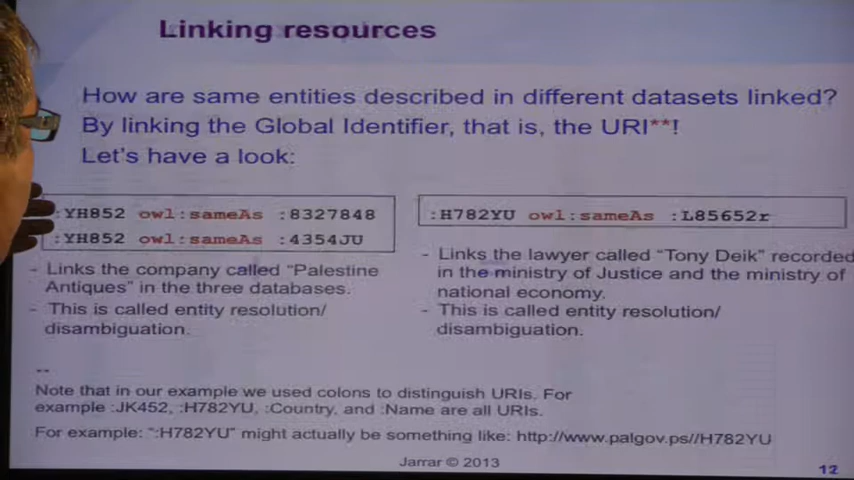 Linking resources
How are same entities described in different datasets linked?
By linking the Global Identifier, that is, the URI**!
Let's have a look:
:YH852 owl:sameAs :8327848
:YH852 owl:sameAs :4354JU
- Links the company called "Palestine
Antiques" in the three databases.
- This is called entity resolution/
disambiguation.
:H782YU owl:sameAs :L85652r
- Links the lawyer called "Tony Deik" recorded
in the ministry of Justice and the ministry of
national economy.
- This is called entity resolution/
disambiguation.
--
Note that in our example we used colons to distinguish URIs. For
example :JK452, :H782YU, :Country, and :Name are all URIs.
For example: ":H782YU" might actually be something like: http://www.palgov.ps//H782YU
Jarrar © 2013
12